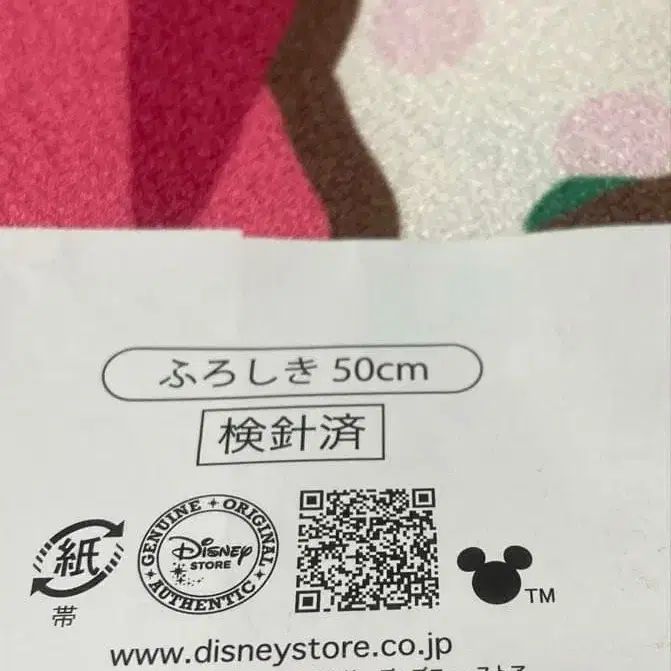 ふろしき 50cm
検針済
紙
帯
GENUINE ✦ ORIGINAL ✦ AUTHENTIC ✦
Disney
STORE
TM
www.disneystore.co.jp